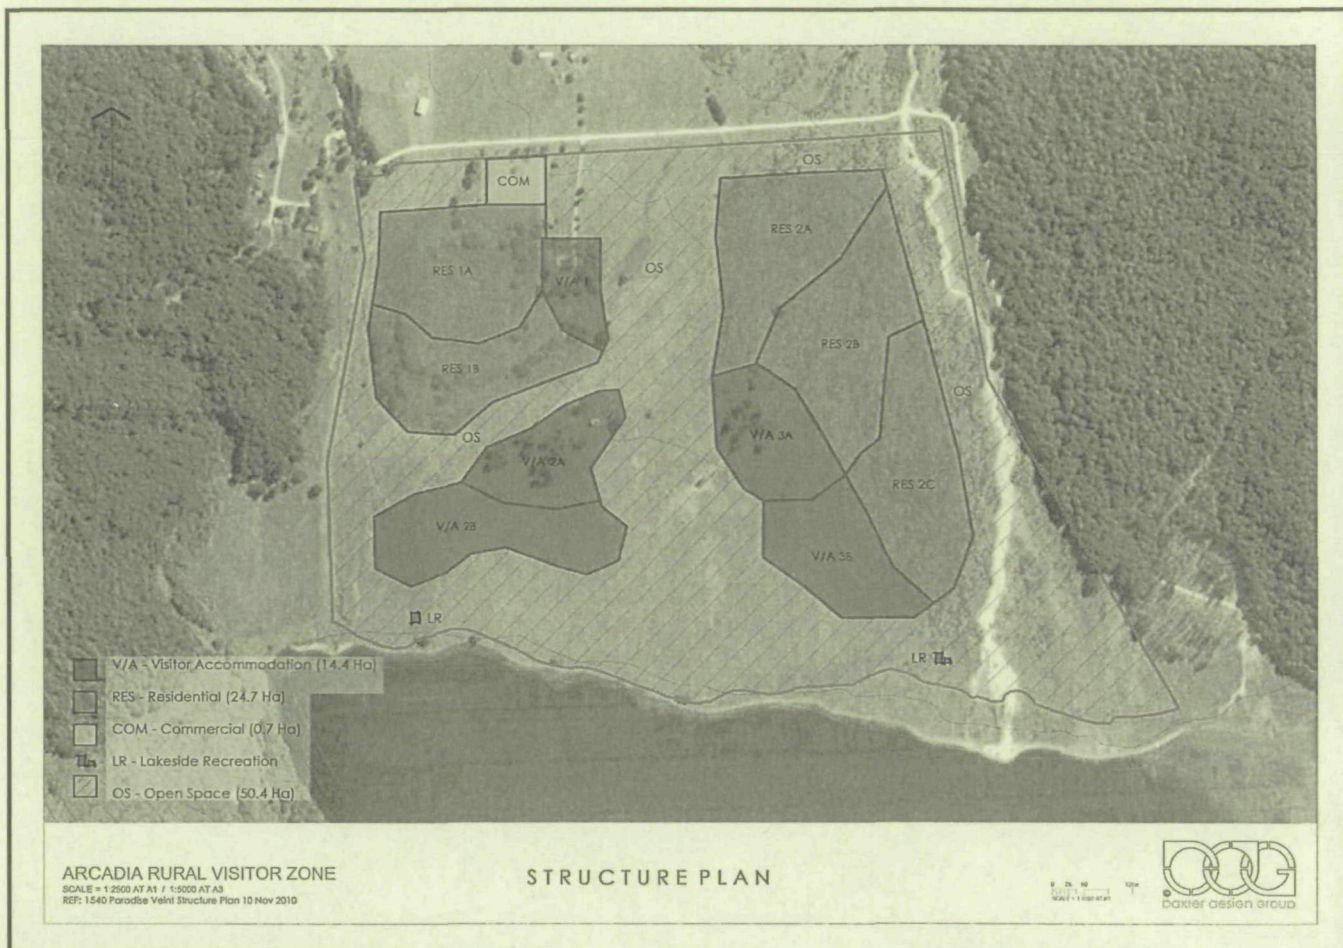 COM
OS
RES 2A
RES 1A
V/A 1
OS
RES 1B
RES 2B
OS
OS
V/A 3A
V/A 2A
RES 2C
V/A 2B
V/A 3B
LR
LR
V/A - Visitor Accommodation (14.4 Ha)
RES - Residential (24.7 Ha)
COM - Commercial (0.7 Ha)
LR - Lakeside Recreation
OS - Open Space (50.4 Ha)
ARCADIA RURAL VISITOR ZONE
SCALE = 1:2500 AT A1 / 1:5000 AT A3
REF: 1540 Paradise Veint Structure Plan 10 Nov 2010
STRUCTURE PLAN
DDG
©
baxter design group